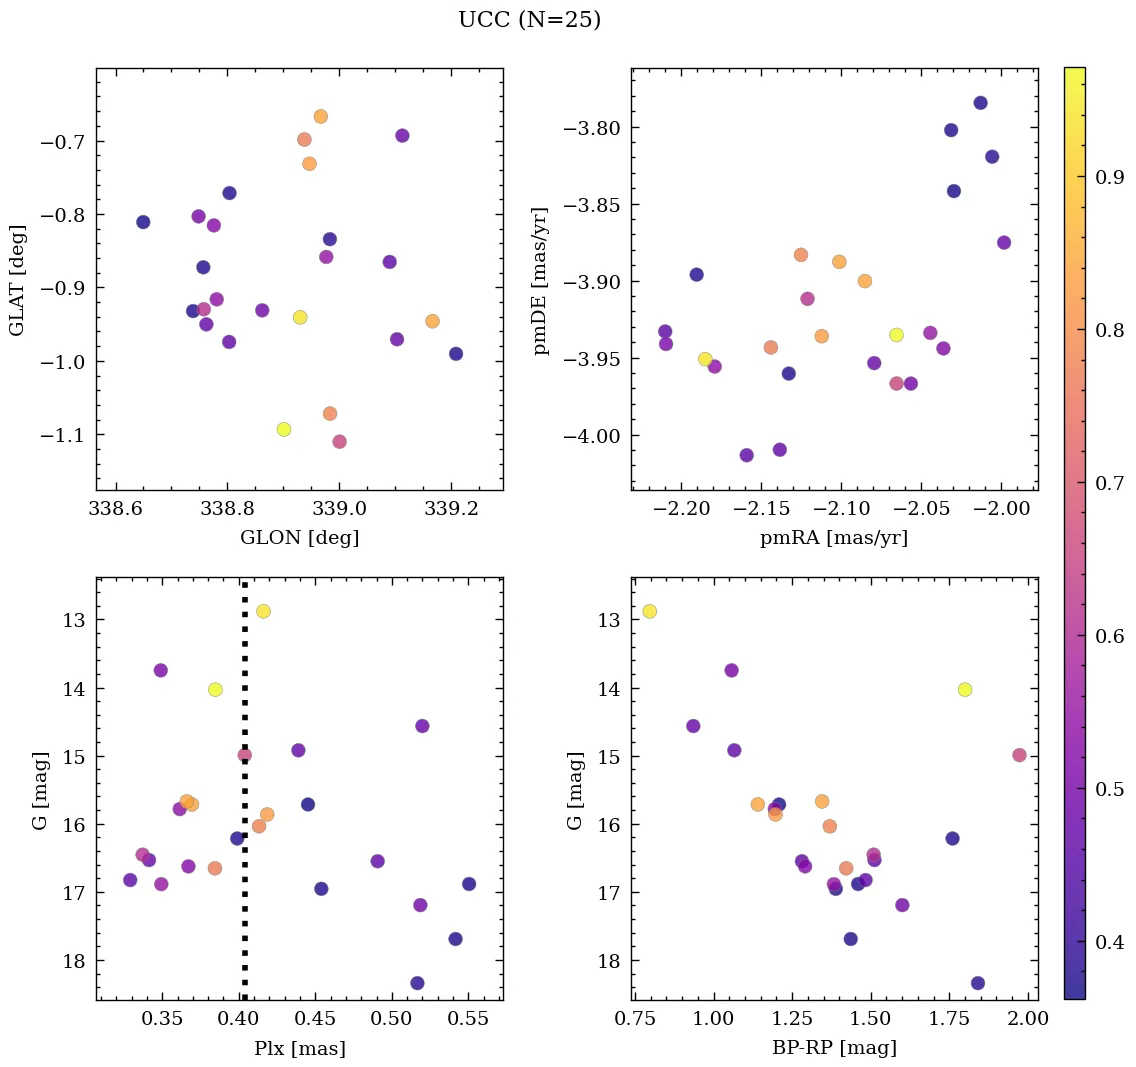 UCC (N=25)
GLAT [deg]
−0.7
−0.8
−0.9
−1.0
−1.1
338.6 338.8 339.0 339.2
GLON [deg]
pmDE [mas/yr]
−3.80
−3.85
−3.90
−3.95
−4.00
−2.20 −2.15 −2.10 −2.05 −2.00
pmRA [mas/yr]
0.9
0.8
0.7
0.6
0.5
0.4
G [mag]
13
14
15
16
17
18
0.35 0.40 0.45 0.50 0.55
Plx [mas]
G [mag]
13
14
15
16
17
18
0.75 1.00 1.25 1.50 1.75 2.00
BP-RP [mag]